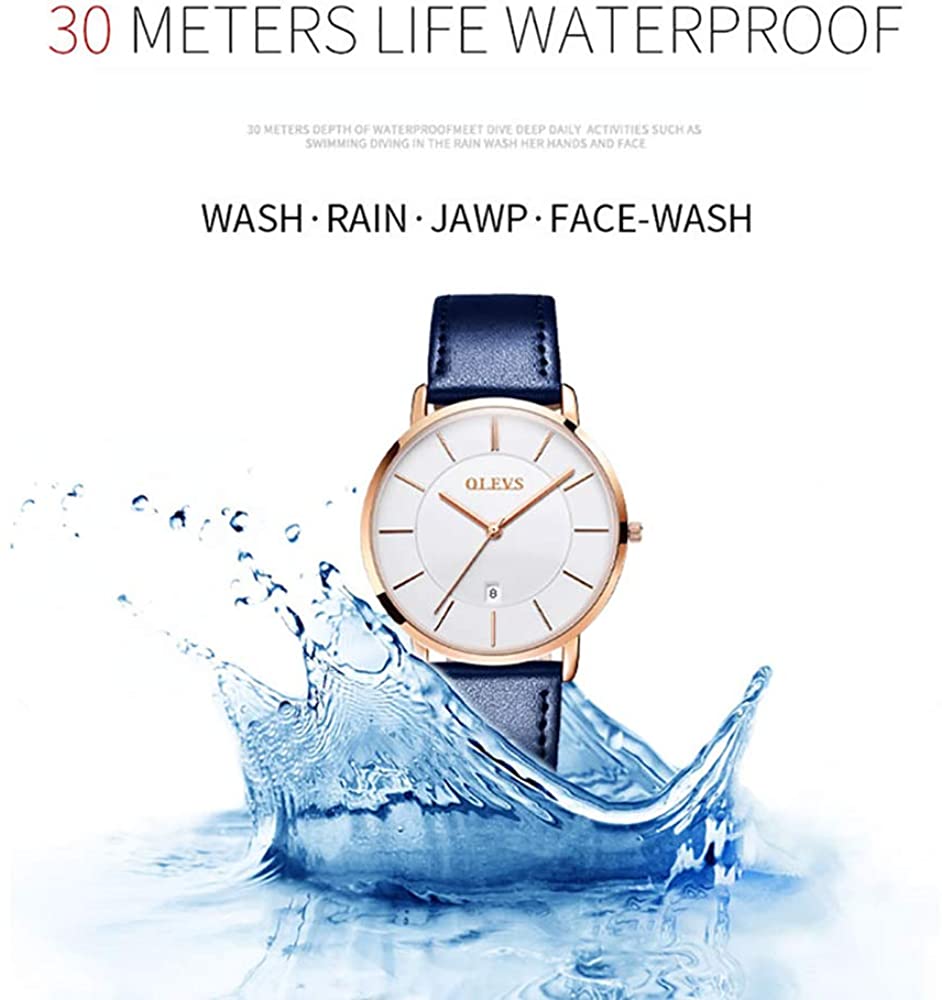 30 METERS LIFE WATERPROOF
30 METERS DEPTH OF WATERPROOFMEET DIVE DEEP DAILY ACTIVITIES SUCH AS
SWIMMING DIVING IN THE RAIN WASH HER HANDS AND FACE
WASH·RAIN·JAWP·FACE-WASH
OLEVS
8